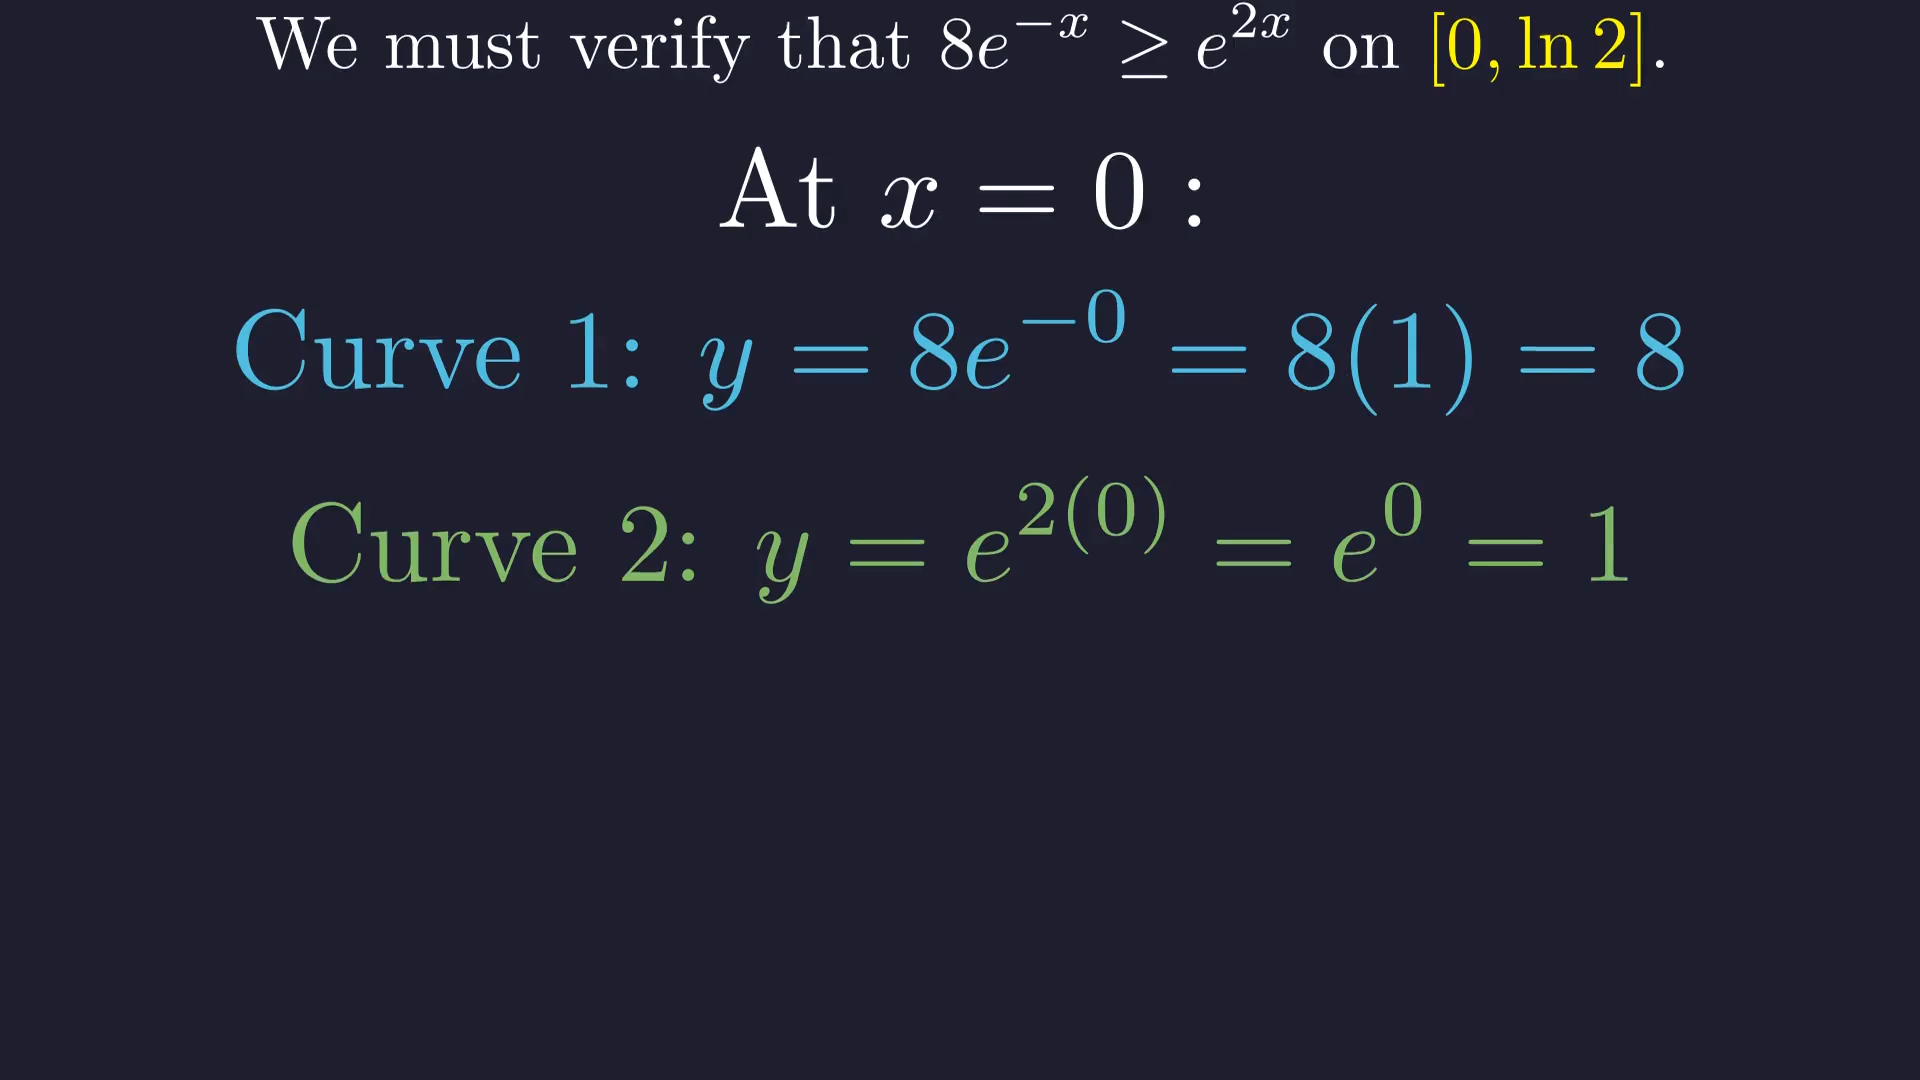 We must verify that $8e^{-x} \geq e^{2x}$ on $[0, \ln 2]$.
At $x = 0:$
Curve 1: $y = 8e^{-0} = 8(1) = 8$
Curve 2: $y = e^{2(0)} = e^{0} = 1$